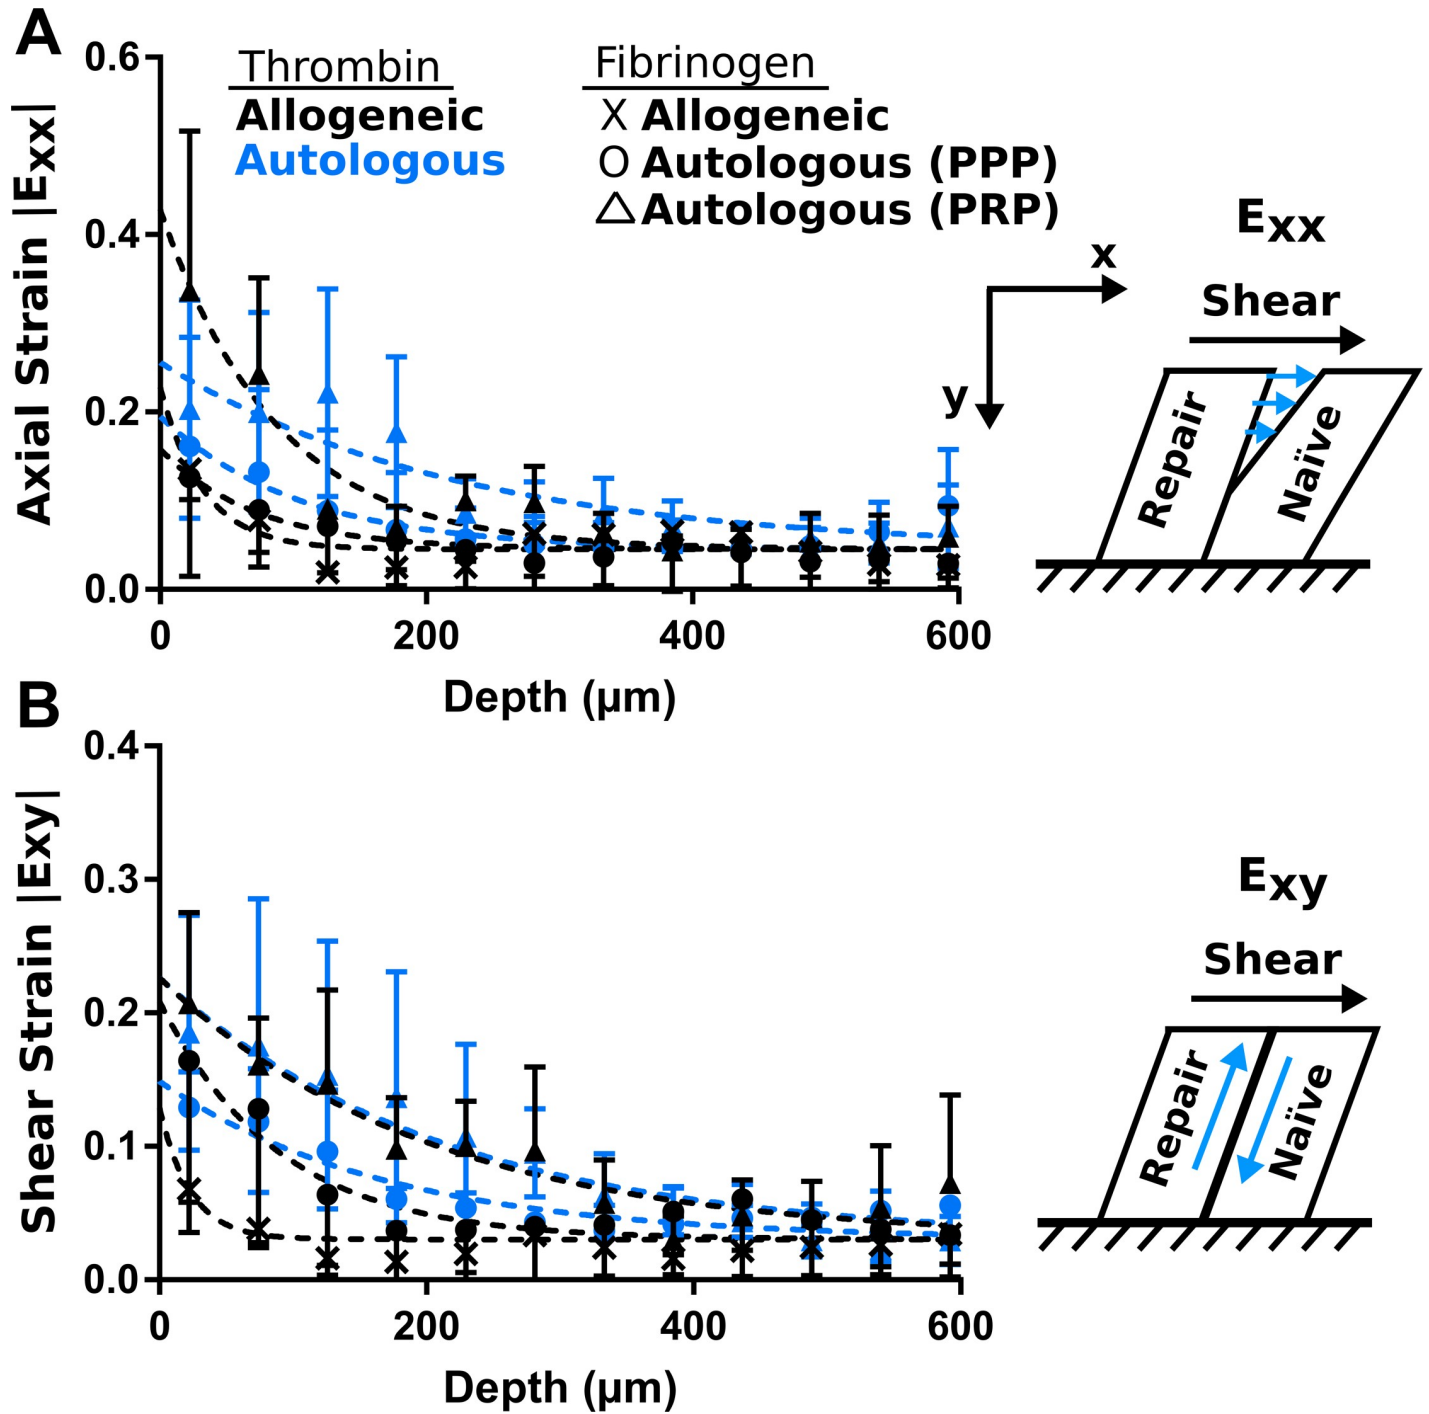 A
Axial Strain |Exx|
0.6
0.4
0.2
0.0
Thrombin
Allogeneic
Autologous
Fibrinogen
X Allogeneic
O Autologous (PPP)
△ Autologous (PRP)
0 200 400 600
Depth (µm)
x
y
Exx
Shear
Repair
Naïve
B
Shear Strain |Exy|
0.4
0.3
0.2
0.1
0.0
0 200 400 600
Depth (µm)
Exy
Shear
Repair
Naïve